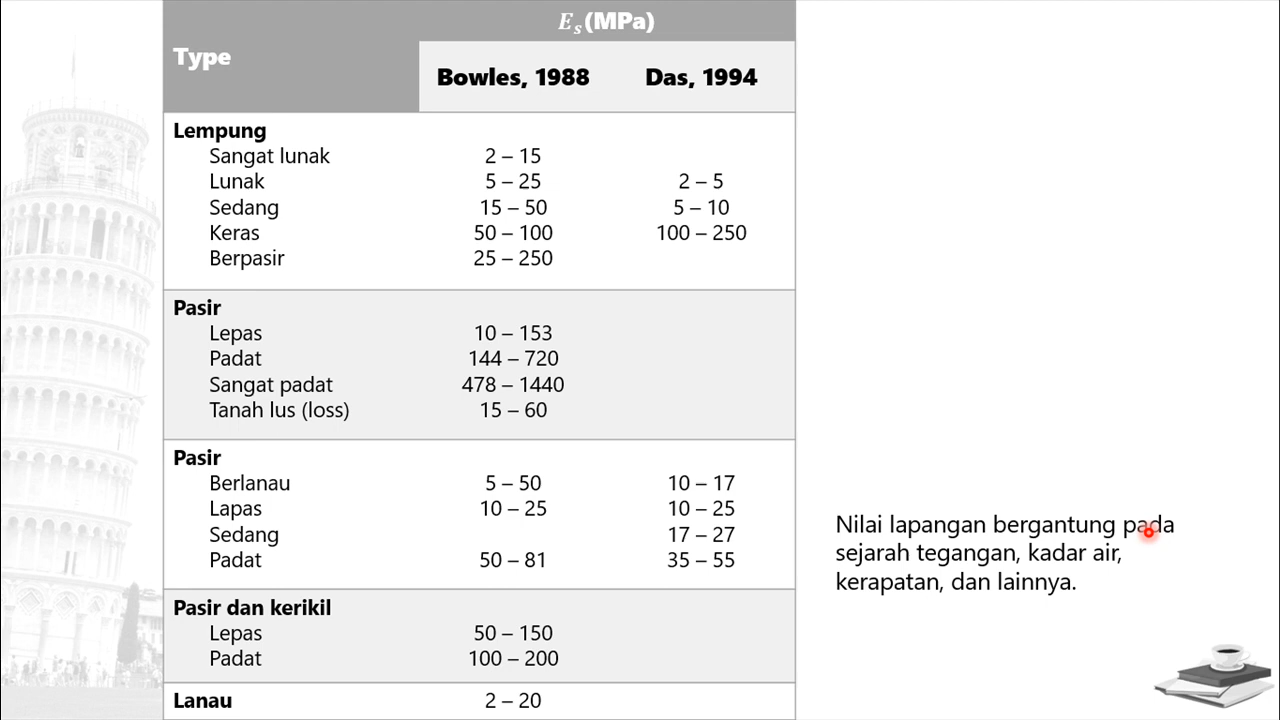 E_s(MPa)
Type
Bowles, 1988 Das, 1994
Lempung
Sangat lunak 2 – 15
Lunak 5 – 25 2 – 5
Sedang 15 – 50 5 – 10
Keras 50 – 100 100 – 250
Berpasir 25 – 250
Pasir
Lepas 10 – 153
Padat 144 – 720
Sangat padat 478 – 1440
Tanah lus (loss) 15 – 60
Pasir
Berlanau 5 – 50 10 – 17
Lapas 10 – 25 10 – 25
Sedang 17 – 27
Padat 50 – 81 35 – 55
Pasir dan kerikil
Lepas 50 – 150
Padat 100 – 200
Lanau 2 – 20
Nilai lapangan bergantung pada
sejarah tegangan, kadar air,
kerapatan, dan lainnya.